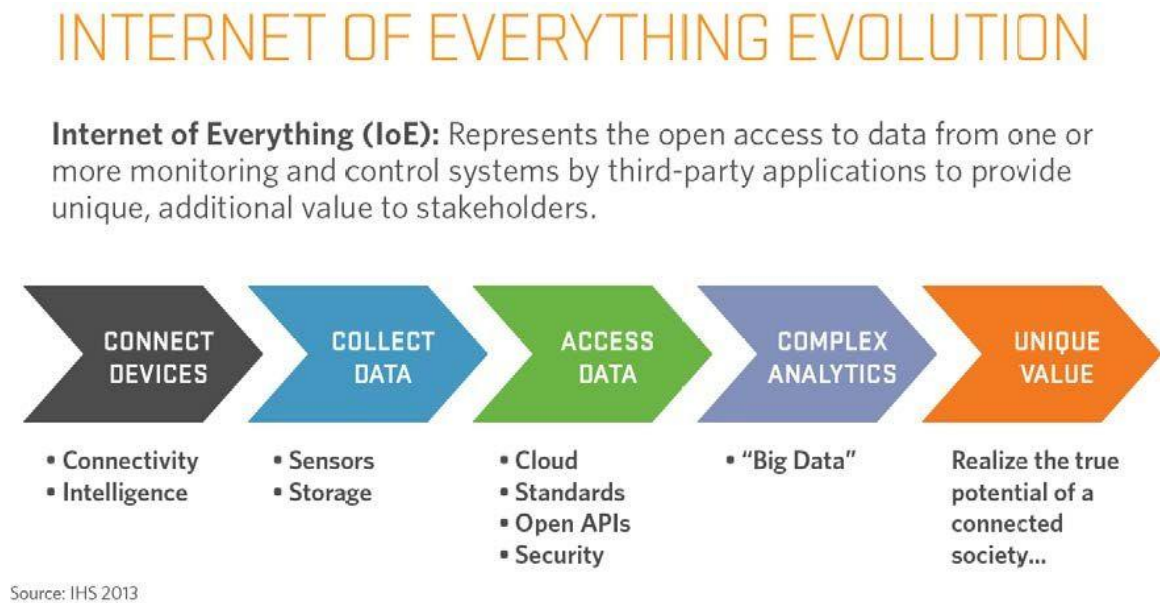 INTERNET OF EVERYTHING EVOLUTION
Internet of Everything (IoE): Represents the open access to data from one or
more monitoring and control systems by third-party applications to provide
unique, additional value to stakeholders.
CONNECT
DEVICES
▪ Connectivity
▪ Intelligence
COLLECT
DATA
▪ Sensors
▪ Storage
ACCESS
DATA
▪ Cloud
▪ Standards
▪ Open APIs
▪ Security
COMPLEX
ANALYTICS
▪ “Big Data”
UNIQUE
VALUE
Realize the true
potential of a
connected
society...
Source: IHS 2013